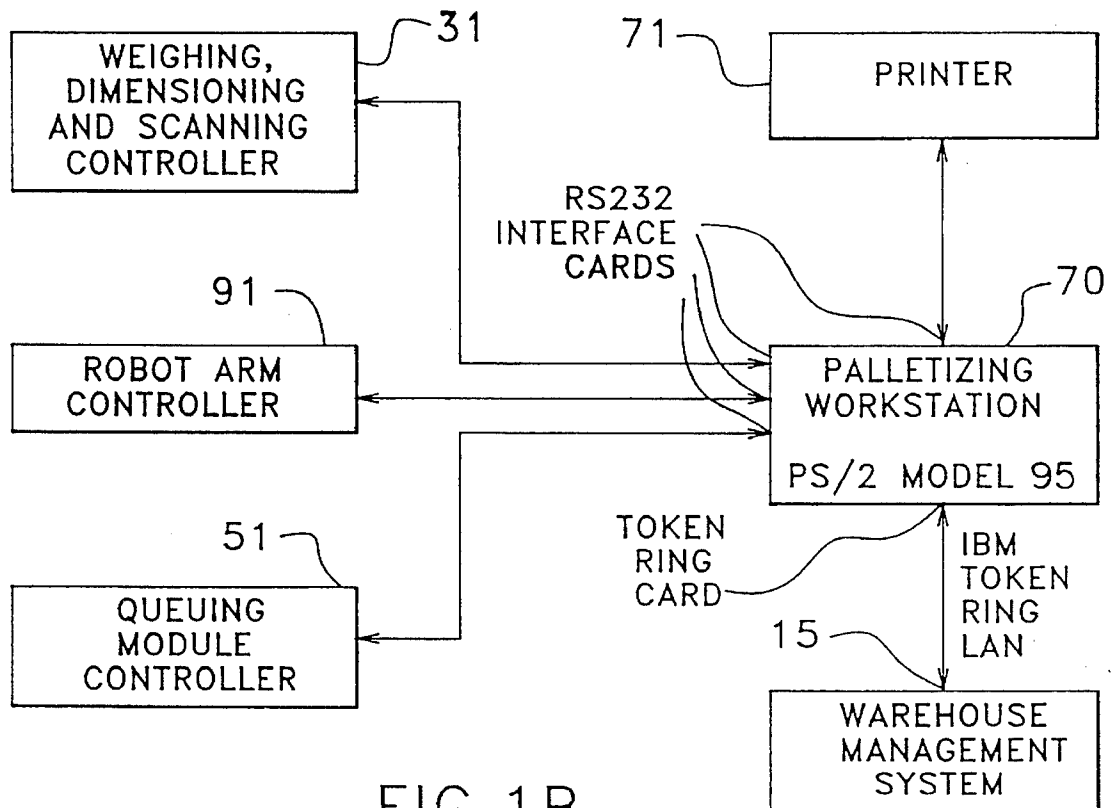 31
WEIGHING,
DIMENSIONING
AND SCANNING
CONTROLLER
71
PRINTER
RS232
INTERFACE
CARDS
91
ROBOT ARM
CONTROLLER
70
PALLETIZING
WORKSTATION
PS/2 MODEL 95
51
QUEUING
MODULE
CONTROLLER
TOKEN
RING
CARD
IBM
TOKEN
RING
LAN
15
WAREHOUSE
MANAGEMENT
SYSTEM